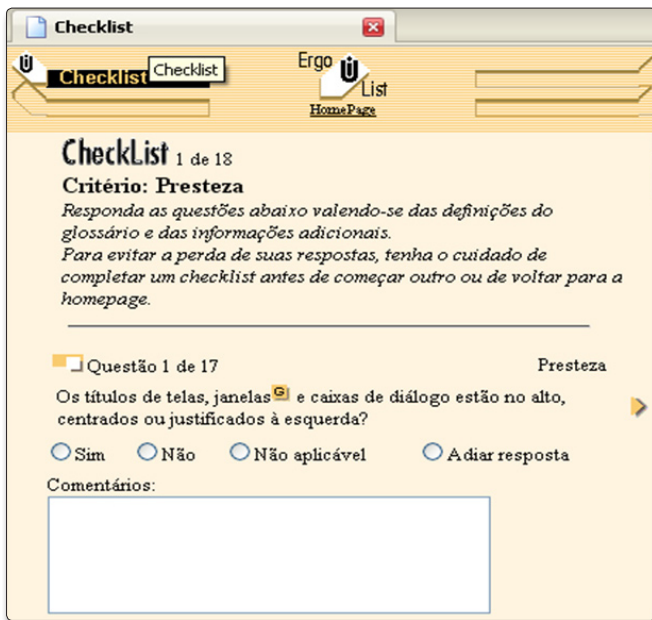 Checklist
Checklist
Checklist
Ergo
List
HomePage
CheckList 1 de 18
Critério: Presteza
Responda as questões abaixo valendo-se das definições do
glossário e das informações adicionais.
Para evitar a perda de suas respostas, tenha o cuidado de
completar um checklist antes de começar outro ou de voltar para a
homepage.
Questão 1 de 17 Presteza
Os títulos de telas, janelas G e caixas de diálogo estão no alto,
centrados ou justificados à esquerda?
Sim Não Não aplicável Adiar resposta
Comentários: